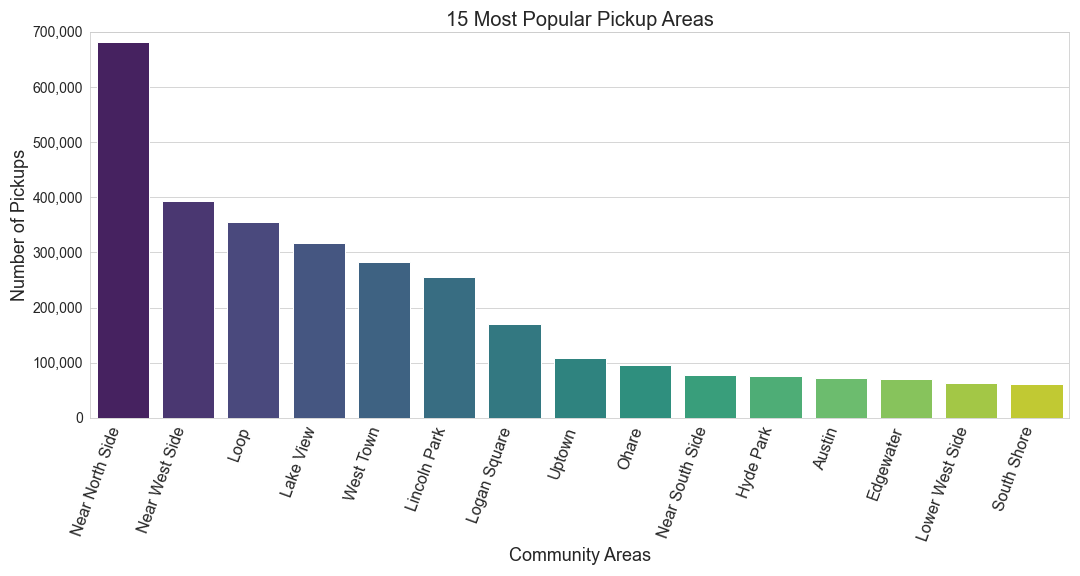 15 Most Popular Pickup Areas
Number of Pickups
700,000
600,000
500,000
400,000
300,000
200,000
100,000
0
Near North Side
Near West Side
Loop
Lake View
West Town
Lincoln Park
Logan Square
Uptown
Ohare
Near South Side
Hyde Park
Austin
Edgewater
Lower West Side
South Shore
Community Areas